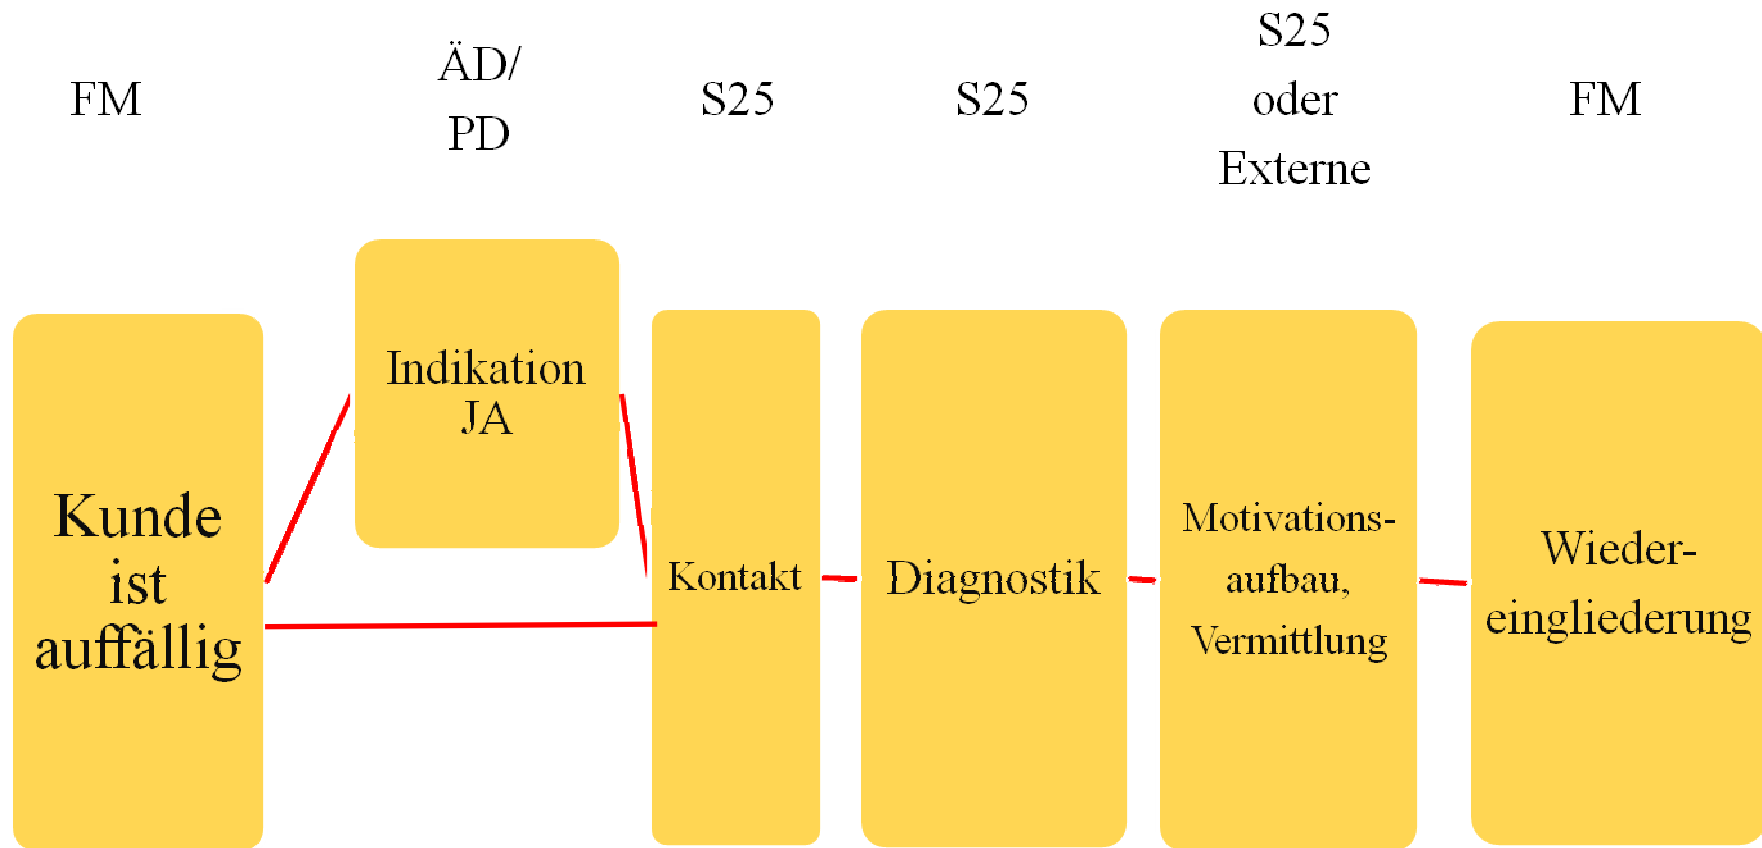 FM
ÄD/
PD
S25
S25
S25
oder
Externe
FM
Kunde
ist
auffällig
Indikation
JA
Kontakt
Diagnostik
Motivations-
aufbau,
Vermittlung
Wieder-
eingliederung